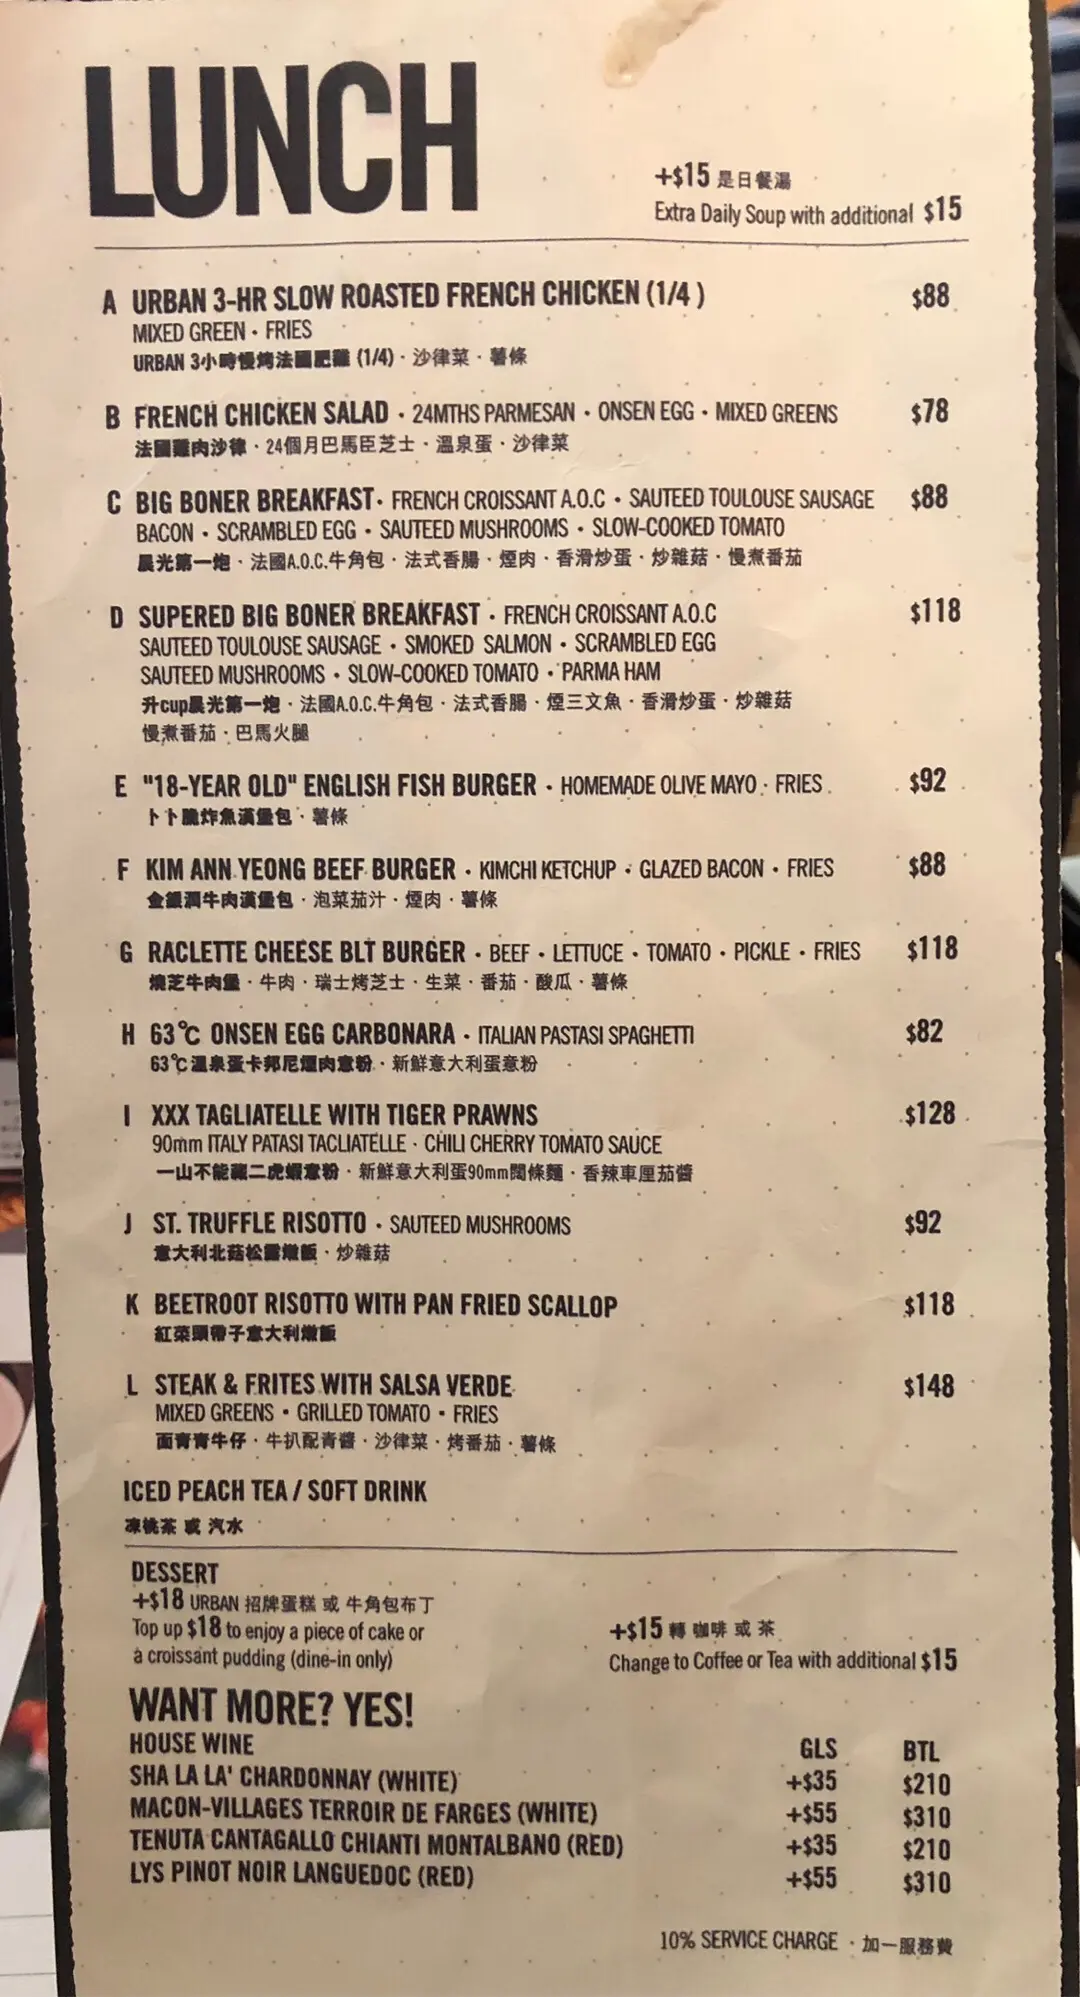 LUNCH
+$15 是日餐湯
Extra Daily Soup with additional $15
A URBAN 3-HR SLOW ROASTED FRENCH CHICKEN (1/4 ) $88
MIXED GREEN · FRIES
URBAN 3小時慢烤法國肥雞 (1/4) · 沙律菜 · 薯條
B FRENCH CHICKEN SALAD · 24MTHS PARMESAN · ONSEN EGG · MIXED GREENS $78
法國雞肉沙律 · 24個月巴馬臣芝士 · 溫泉蛋 · 沙律菜
C BIG BONER BREAKFAST · FRENCH CROISSANT A.O.C · SAUTEED TOULOUSE SAUSAGE $88
BACON · SCRAMBLED EGG · SAUTEED MUSHROOMS · SLOW-COOKED TOMATO
晨光第一炮 · 法國A.O.C.牛角包 · 法式香腸 · 煙肉 · 香滑炒蛋 · 炒雜菇 · 慢煮番茄
D SUPERED BIG BONER BREAKFAST · FRENCH CROISSANT A.O.C $118
SAUTEED TOULOUSE SAUSAGE · SMOKED SALMON · SCRAMBLED EGG
SAUTEED MUSHROOMS · SLOW-COOKED TOMATO · PARMA HAM
升cup晨光第一炮 · 法國A.O.C.牛角包 · 法式香腸 · 煙三文魚 · 香滑炒蛋 · 炒雜菇
慢煮番茄 · 巴馬火腿
E "18-YEAR OLD" ENGLISH FISH BURGER · HOMEMADE OLIVE MAYO · FRIES $92
卜卜脆炸魚漢堡包 · 薯條
F KIM ANN YEONG BEEF BURGER · KIMCHI KETCHUP · GLAZED BACON · FRIES $88
金銀潤牛肉漢堡包 · 泡菜茄汁 · 煙肉 · 薯條
G RACLETTE CHEESE BLT BURGER · BEEF · LETTUCE · TOMATO · PICKLE · FRIES $118
燒芝牛肉堡 · 牛肉 · 瑞士烤芝士 · 生菜 · 番茄 · 酸瓜 · 薯條
H 63℃ ONSEN EGG CARBONARA · ITALIAN PASTASI SPAGHETTI $82
63℃溫泉蛋卡邦尼煙肉意粉 · 新鮮意大利蛋意粉
I XXX TAGLIATELLE WITH TIGER PRAWNS $128
90mm ITALY PATASI TACLIATELLE · CHILI CHERRY TOMATO SAUCE
一山不能藏二虎蝦意粉 · 新鮮意大利蛋90mm闊條麵 · 香辣車厘茄醬
J ST. TRUFFLE RISOTTO · SAUTEED MUSHROOMS $92
意大利北菇松露燉飯 · 炒雜菇
K BEETROOT RISOTTO WITH PAN FRIED SCALLOP $118
紅菜頭帶子意大利燉飯
L STEAK & FRITES WITH SALSA VERDE $148
MIXED GREENS · GRILLED TOMATO · FRIES
面青青牛仔 · 牛扒配青醬 · 沙律菜 · 烤番茄 · 薯條
ICED PEACH TEA / SOFT DRINK
凍桃茶 或 汽水
DESSERT
+$18 URBAN 招牌蛋糕 或 牛角包布丁
Top up $18 to enjoy a piece of cake or
a croissant pudding (dine-in only)
+$15 轉 咖啡 或 茶
Change to Coffee or Tea with additional $15
WANT MORE? YES!
HOUSE WINE GLS BTL
SHA LA LA' CHARDONNAY (WHITE) +$35 $210
MACON-VILLAGES TERROIR DE FARGES (WHITE) +$55 $310
TENUTA CANTAGALLO CHIANTI MONTALBANO (RED) +$35 $210
LYS PINOT NOIR LANGUEDOC (RED) +$55 $310
10% SERVICE CHARGE · 加一服務費